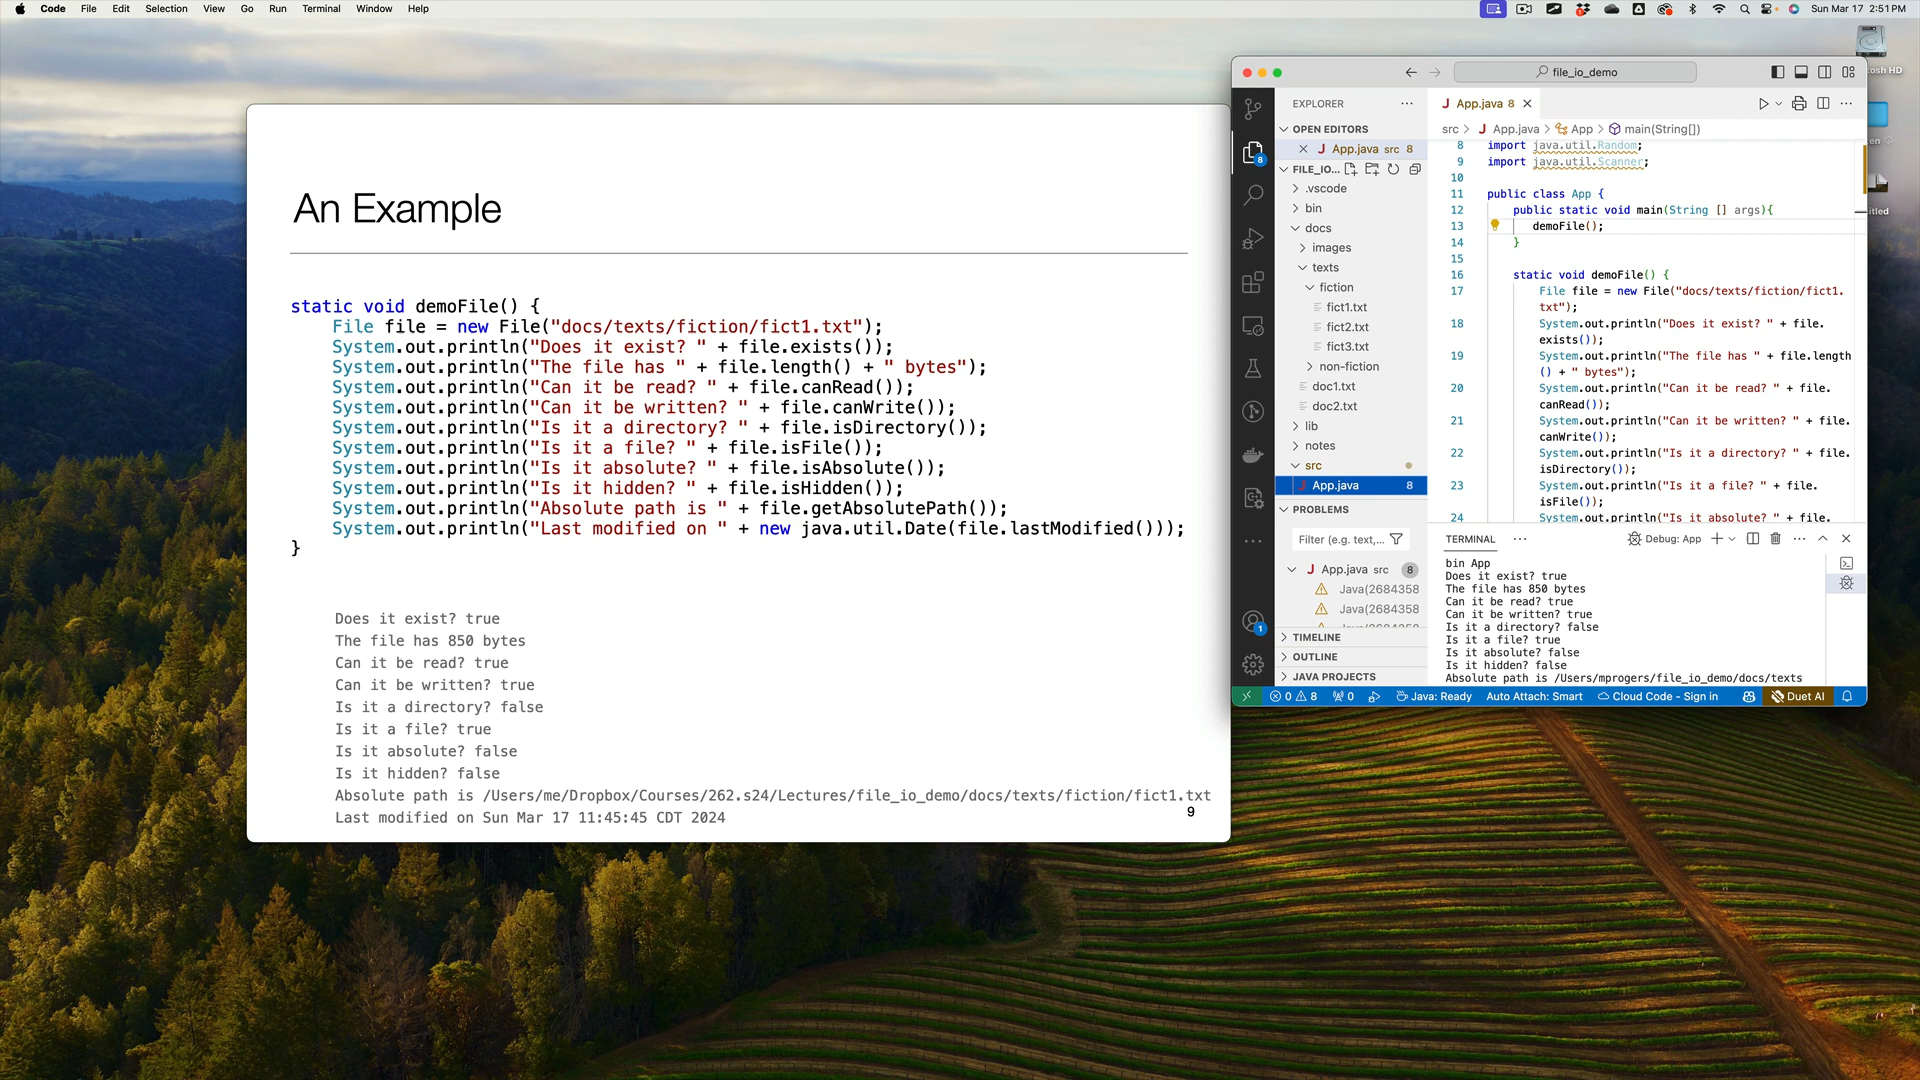 Code File Edit Selection View Go Run Terminal Window Help
Sun Mar 17 2:51 PM
An Example
static void demoFile() {
File file = new File("docs/texts/fiction/fict1.txt");
System.out.println("Does it exist? " + file.exists());
System.out.println("The file has " + file.length() + " bytes");
System.out.println("Can it be read? " + file.canRead());
System.out.println("Can it be written? " + file.canWrite());
System.out.println("Is it a directory? " + file.isDirectory());
System.out.println("Is it a file? " + file.isFile());
System.out.println("Is it absolute? " + file.isAbsolute());
System.out.println("Is it hidden? " + file.isHidden());
System.out.println("Absolute path is " + file.getAbsolutePath());
System.out.println("Last modified on " + new java.util.Date(file.lastModified()));
}
Does it exist? true
The file has 850 bytes
Can it be read? true
Can it be written? true
Is it a directory? false
Is it a file? true
Is it absolute? false
Is it hidden? false
Absolute path is /Users/me/Dropbox/Courses/262.s24/Lectures/file_io_demo/docs/texts/fiction/fict1.txt
Last modified on Sun Mar 17 11:45:45 CDT 2024
9
file_io_demo
EXPLORER
OPEN EDITORS
App.java src 8
FILE_IO...
.vscode
bin
docs
images
texts
fiction
fict1.txt
fict2.txt
fict3.txt
non-fiction
doc1.txt
doc2.txt
lib
notes
src
App.java 8
PROBLEMS
Filter (e.g. text,...
App.java src 8
Java(2684358
Java(2684358
TIMELINE
OUTLINE
JAVA PROJECTS
8
1
App.java 8
src > App.java > App > main(String[])
8 import java.util.Random;
9 import java.util.Scanner;
10
11 public class App {
12 public static void main(String [] args){
13 demoFile();
14 }
15
16 static void demoFile() {
17 File file = new File("docs/texts/fiction/fict1.
txt");
18 System.out.println("Does it exist? " + file.
exists());
19 System.out.println("The file has " + file.length
() + " bytes");
20 System.out.println("Can it be read? " + file.
canRead());
21 System.out.println("Can it be written? " + file.
canWrite());
22 System.out.println("Is it a directory? " + file.
isDirectory());
23 System.out.println("Is it a file? " + file.
isFile());
24 System.out.println("Is it absolute? " + file.
TERMINAL
Debug: App
bin App
Does it exist? true
The file has 850 bytes
Can it be read? true
Can it be written? true
Is it a directory? false
Is it a file? true
Is it absolute? false
Is it hidden? false
Absolute path is /Users/mprogers/file_io_demo/docs/texts
0 8 0 Java: Ready Auto Attach: Smart Cloud Code - Sign in Duet AI